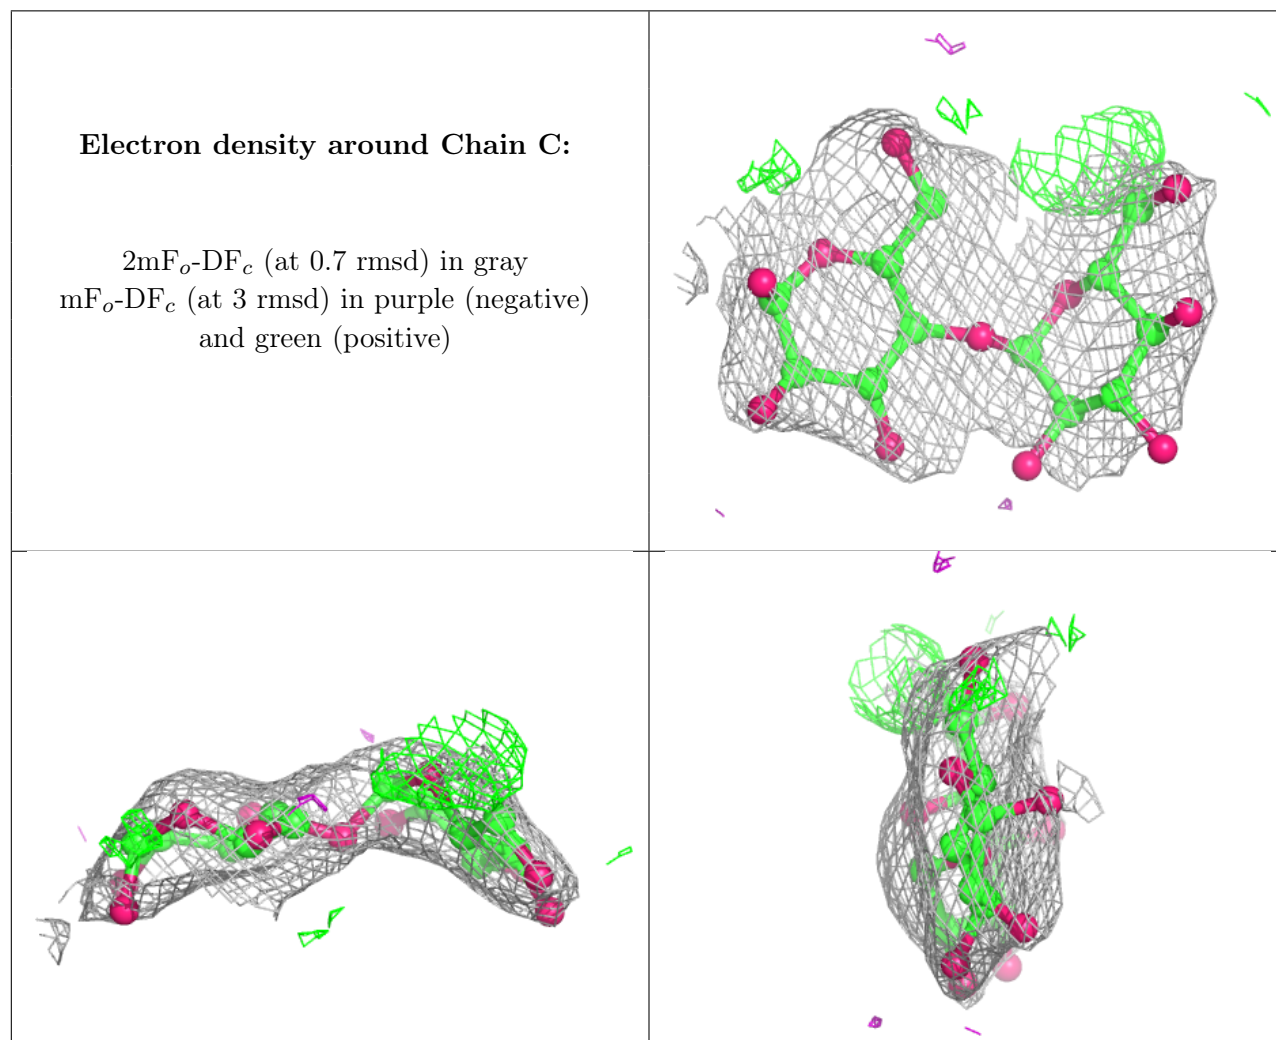 Electron density around Chain C:
2mFo-DFc (at 0.7 rmsd) in gray
mFo-DFc (at 3 rmsd) in purple (negative)
and green (positive)